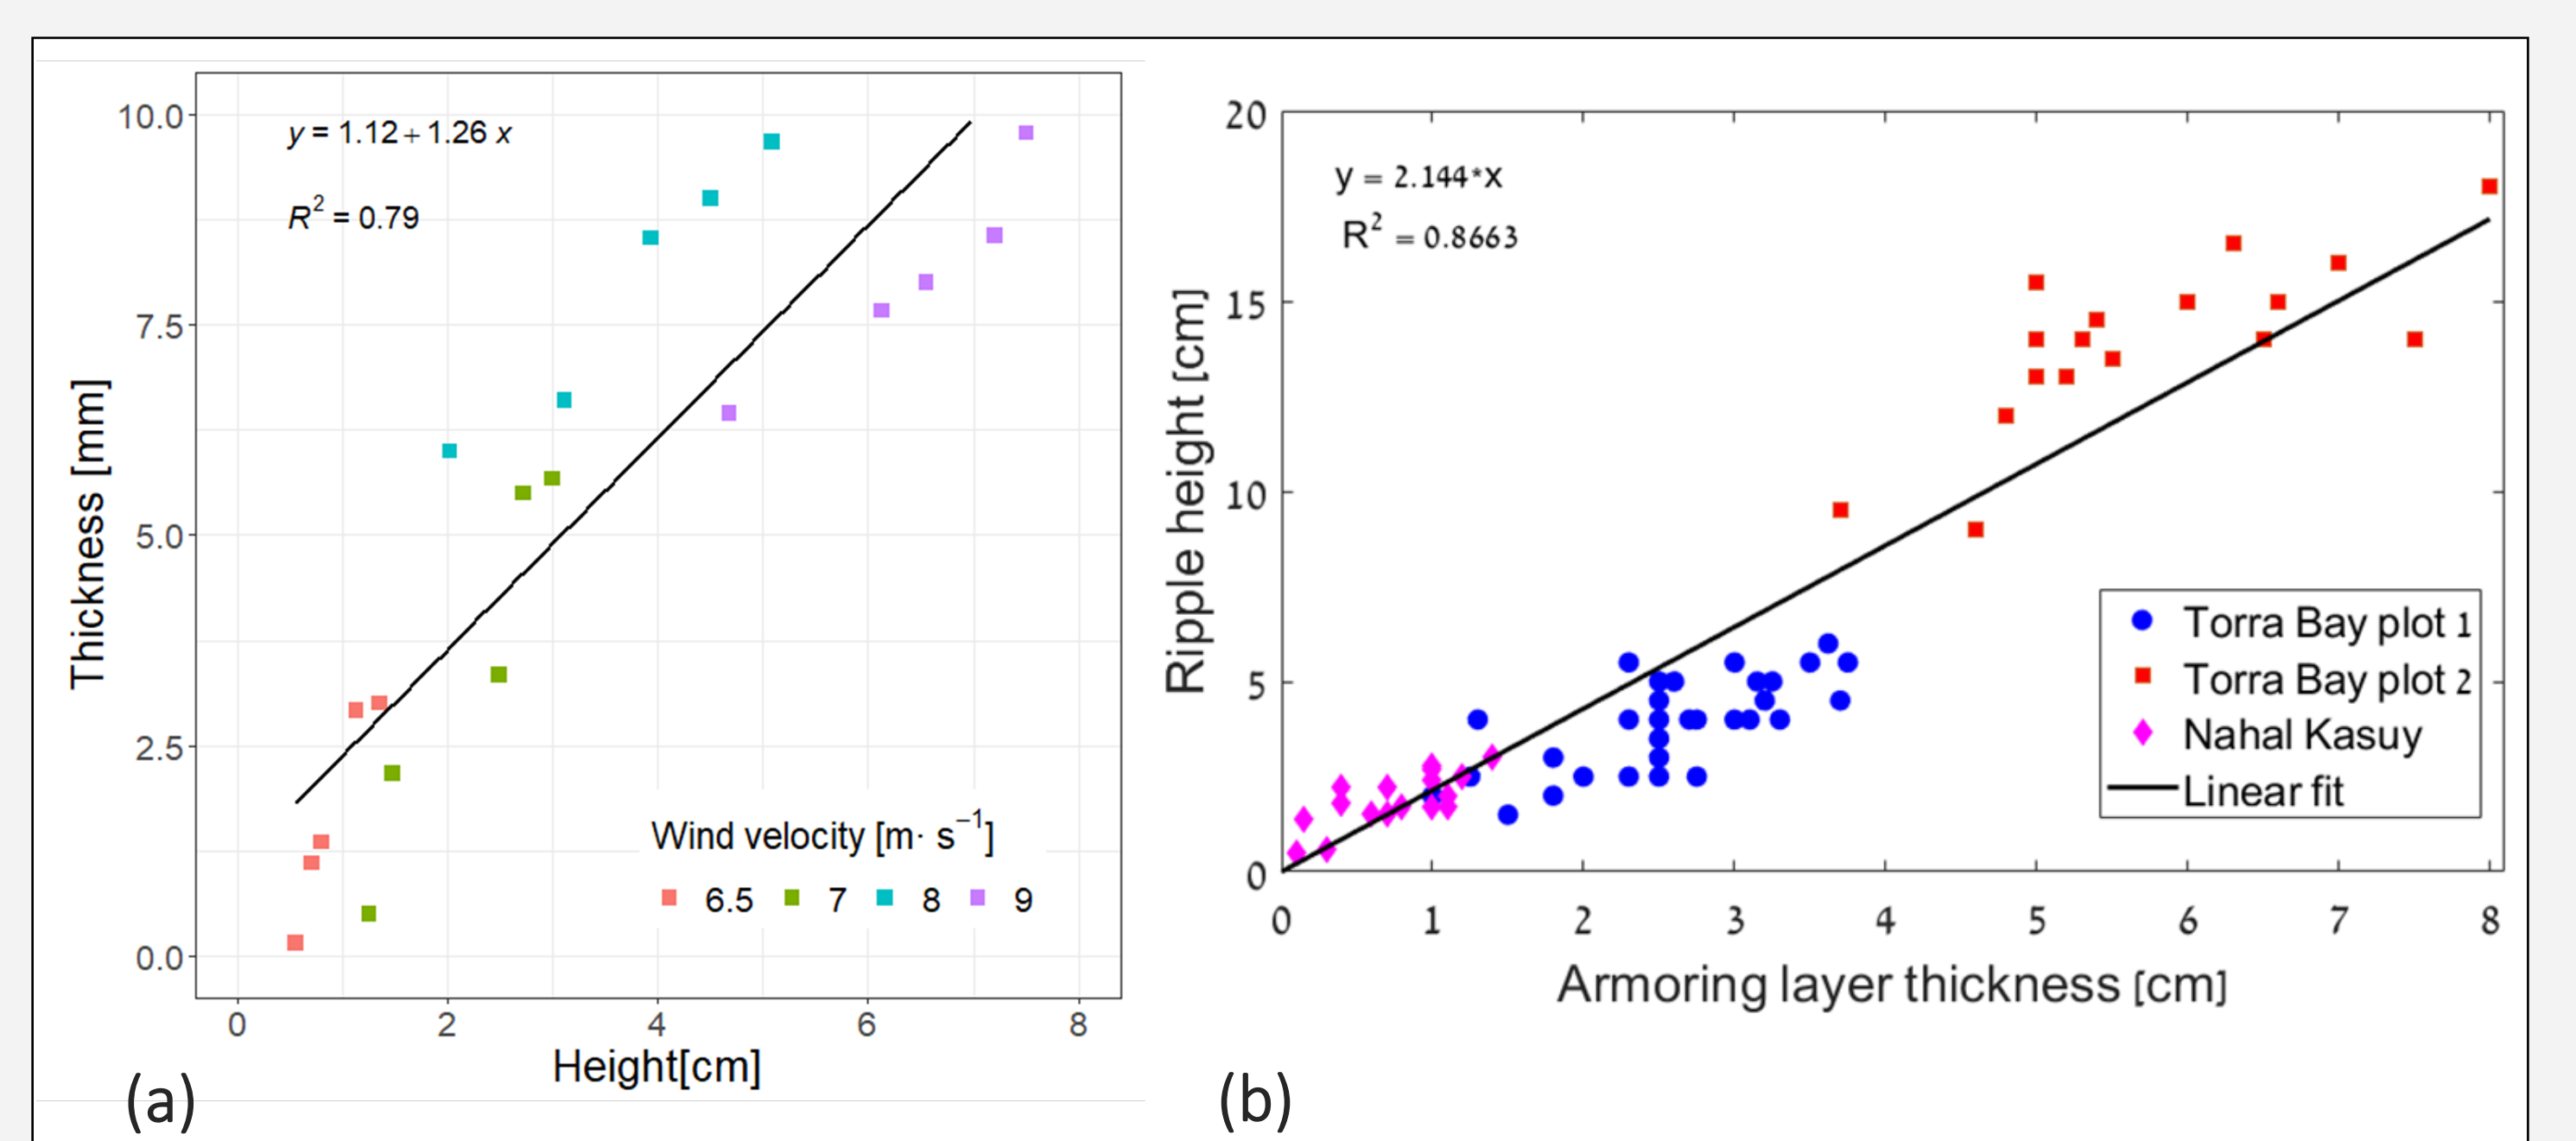 10.0
7.5
5.0
2.5
0.0
Thickness [mm]
y = 1.12 + 1.26 x
R² = 0.79
Wind velocity [m· s⁻¹]
6.5 7 8 9
0 2 4 6 8
Height[cm]
(a)
20
15
10
5
0
Ripple height [cm]
y = 2.144*x
R² = 0.8663
Torra Bay plot 1
Torra Bay plot 2
Nahal Kasuy
Linear fit
0 1 2 3 4 5 6 7 8
Armoring layer thickness [cm]
(b)